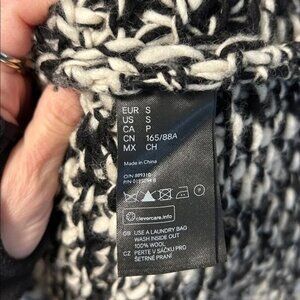 EUR S
US S
CA P
CN 165/88A
MX CH
Made in China
O/N 889310
clevercare.info
GB USE A LAUNDRY BAG
WASH INSIDE OUT
100% WOOL
CZ PERTE V SÁČKU PRO
ŠETRNÉ PRANÍ